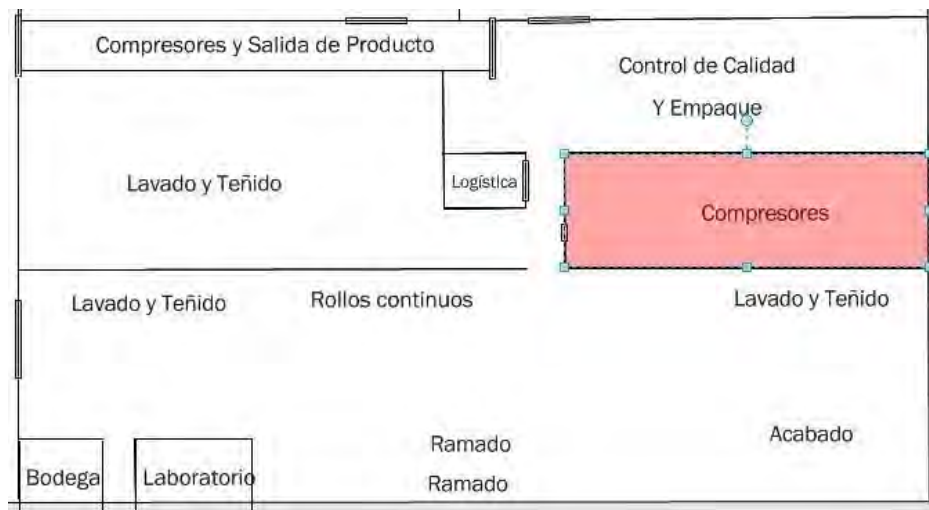 Compresores y Salida de Producto
Control de Calidad
Y Empaque
Lavado y Teñido
Logística
Compresores
Lavado y Teñido
Rollos continuos
Lavado y Teñido
Ramado
Acabado
Bodega
Laboratorio
Ramado